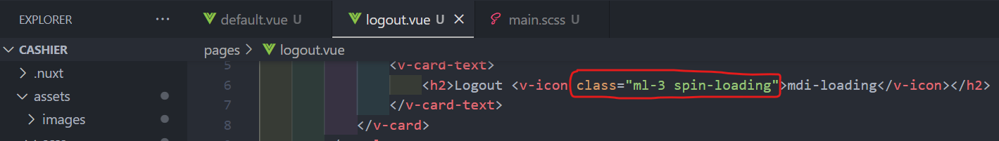 EXPLORER ··· default.vue U logout.vue U × main.scss U
CASHIER pages > logout.vue
.nuxt
5 <v-card-text>
6 <h2>Logout <v-icon class="ml-3 spin-loading">mdi-loading</v-icon></h2>
assets
7 </v-card-text>
images
8 </v-card>